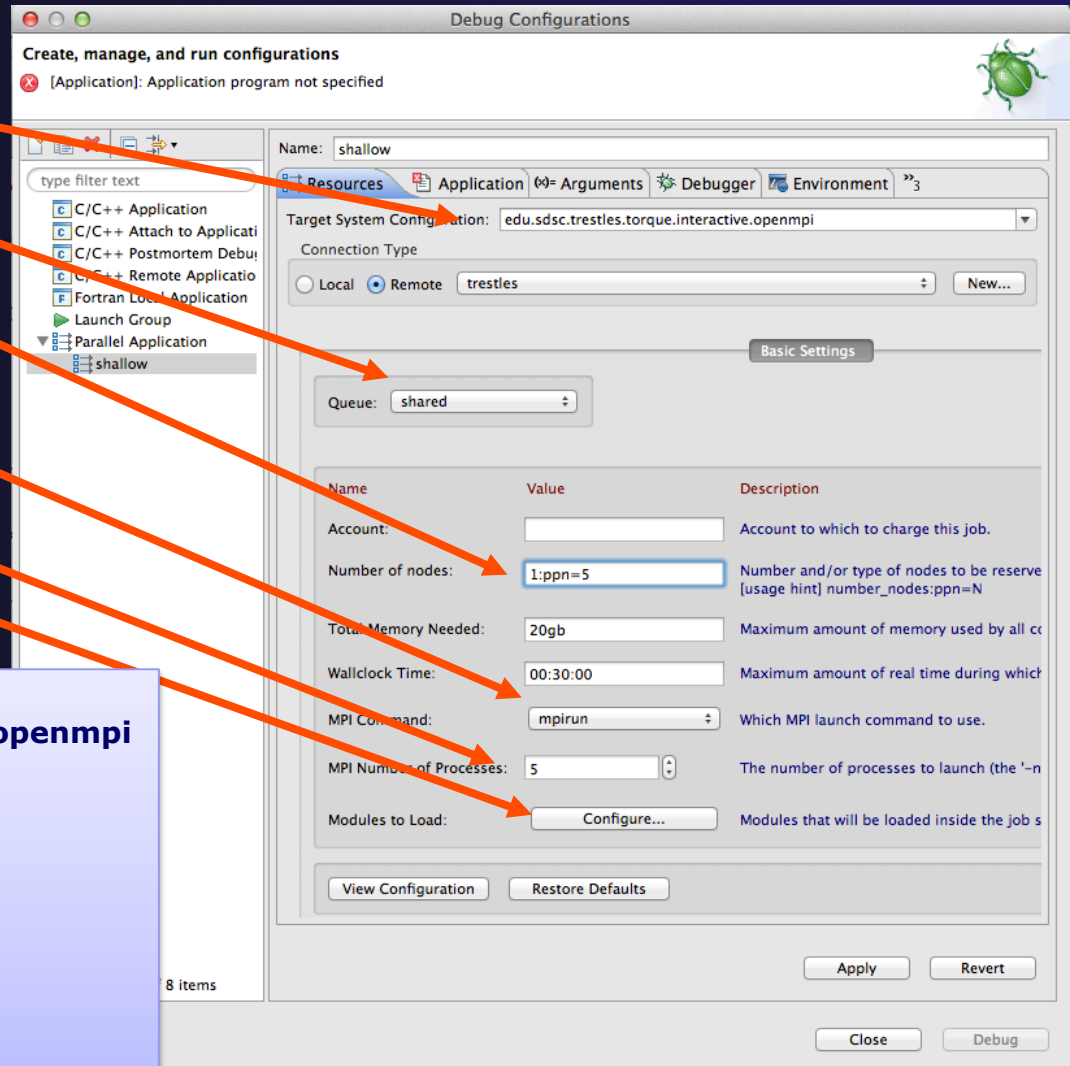 Debug Configurations
Create, manage, and run configurations
[Application]: Application program not specified
Name: shallow
type filter text
C/C++ Application
C/C++ Attach to Applicati
C/C++ Postmortem Debu
C/C++ Remote Applicatio
Fortran Local Application
Launch Group
Parallel Application
shallow
8 items
Resources Application (x)= Arguments Debugger Environment »3
Target System Configuration: edu.sdsc.trestles.torque.interactive.openmpi
Connection Type
Local Remote trestles New...
Basic Settings
Queue: shared
Name Value Description
Account: Account to which to charge this job.
Number of nodes: 1:ppn=5 Number and/or type of nodes to be reserve
[usage hint] number_nodes:ppn=N
Total Memory Needed: 20gb Maximum amount of memory used by all co
Wallclock Time: 00:30:00 Maximum amount of real time during which
MPI Command: mpirun Which MPI launch command to use.
MPI Number of Processes: 5 The number of processes to launch (the '-n
Modules to Load: Configure... Modules that will be loaded inside the job s
View Configuration Restore Defaults
Apply Revert
Close Debug
openmpi